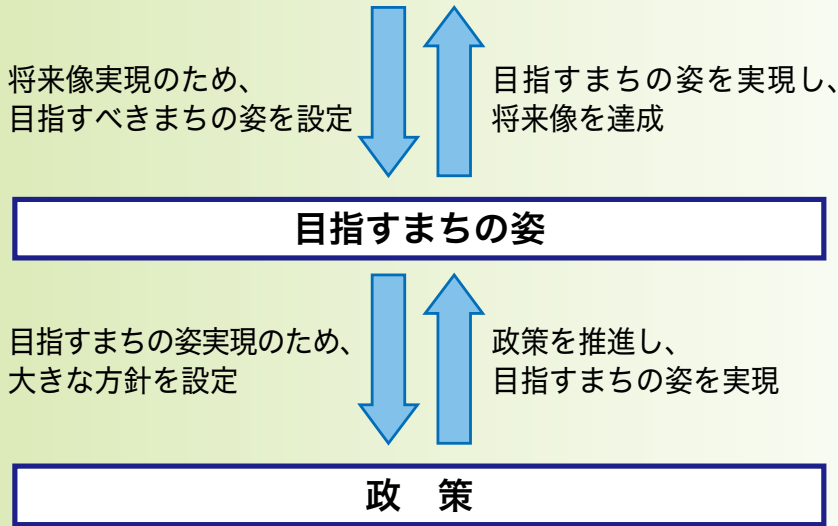 将来像実現のため、
目指すべきまちの姿を設定
目指すまちの姿を実現し、
将来像を達成
目指すまちの姿
目指すまちの姿実現のため、
大きな方針を設定
政策を推進し、
目指すまちの姿を実現
政　策